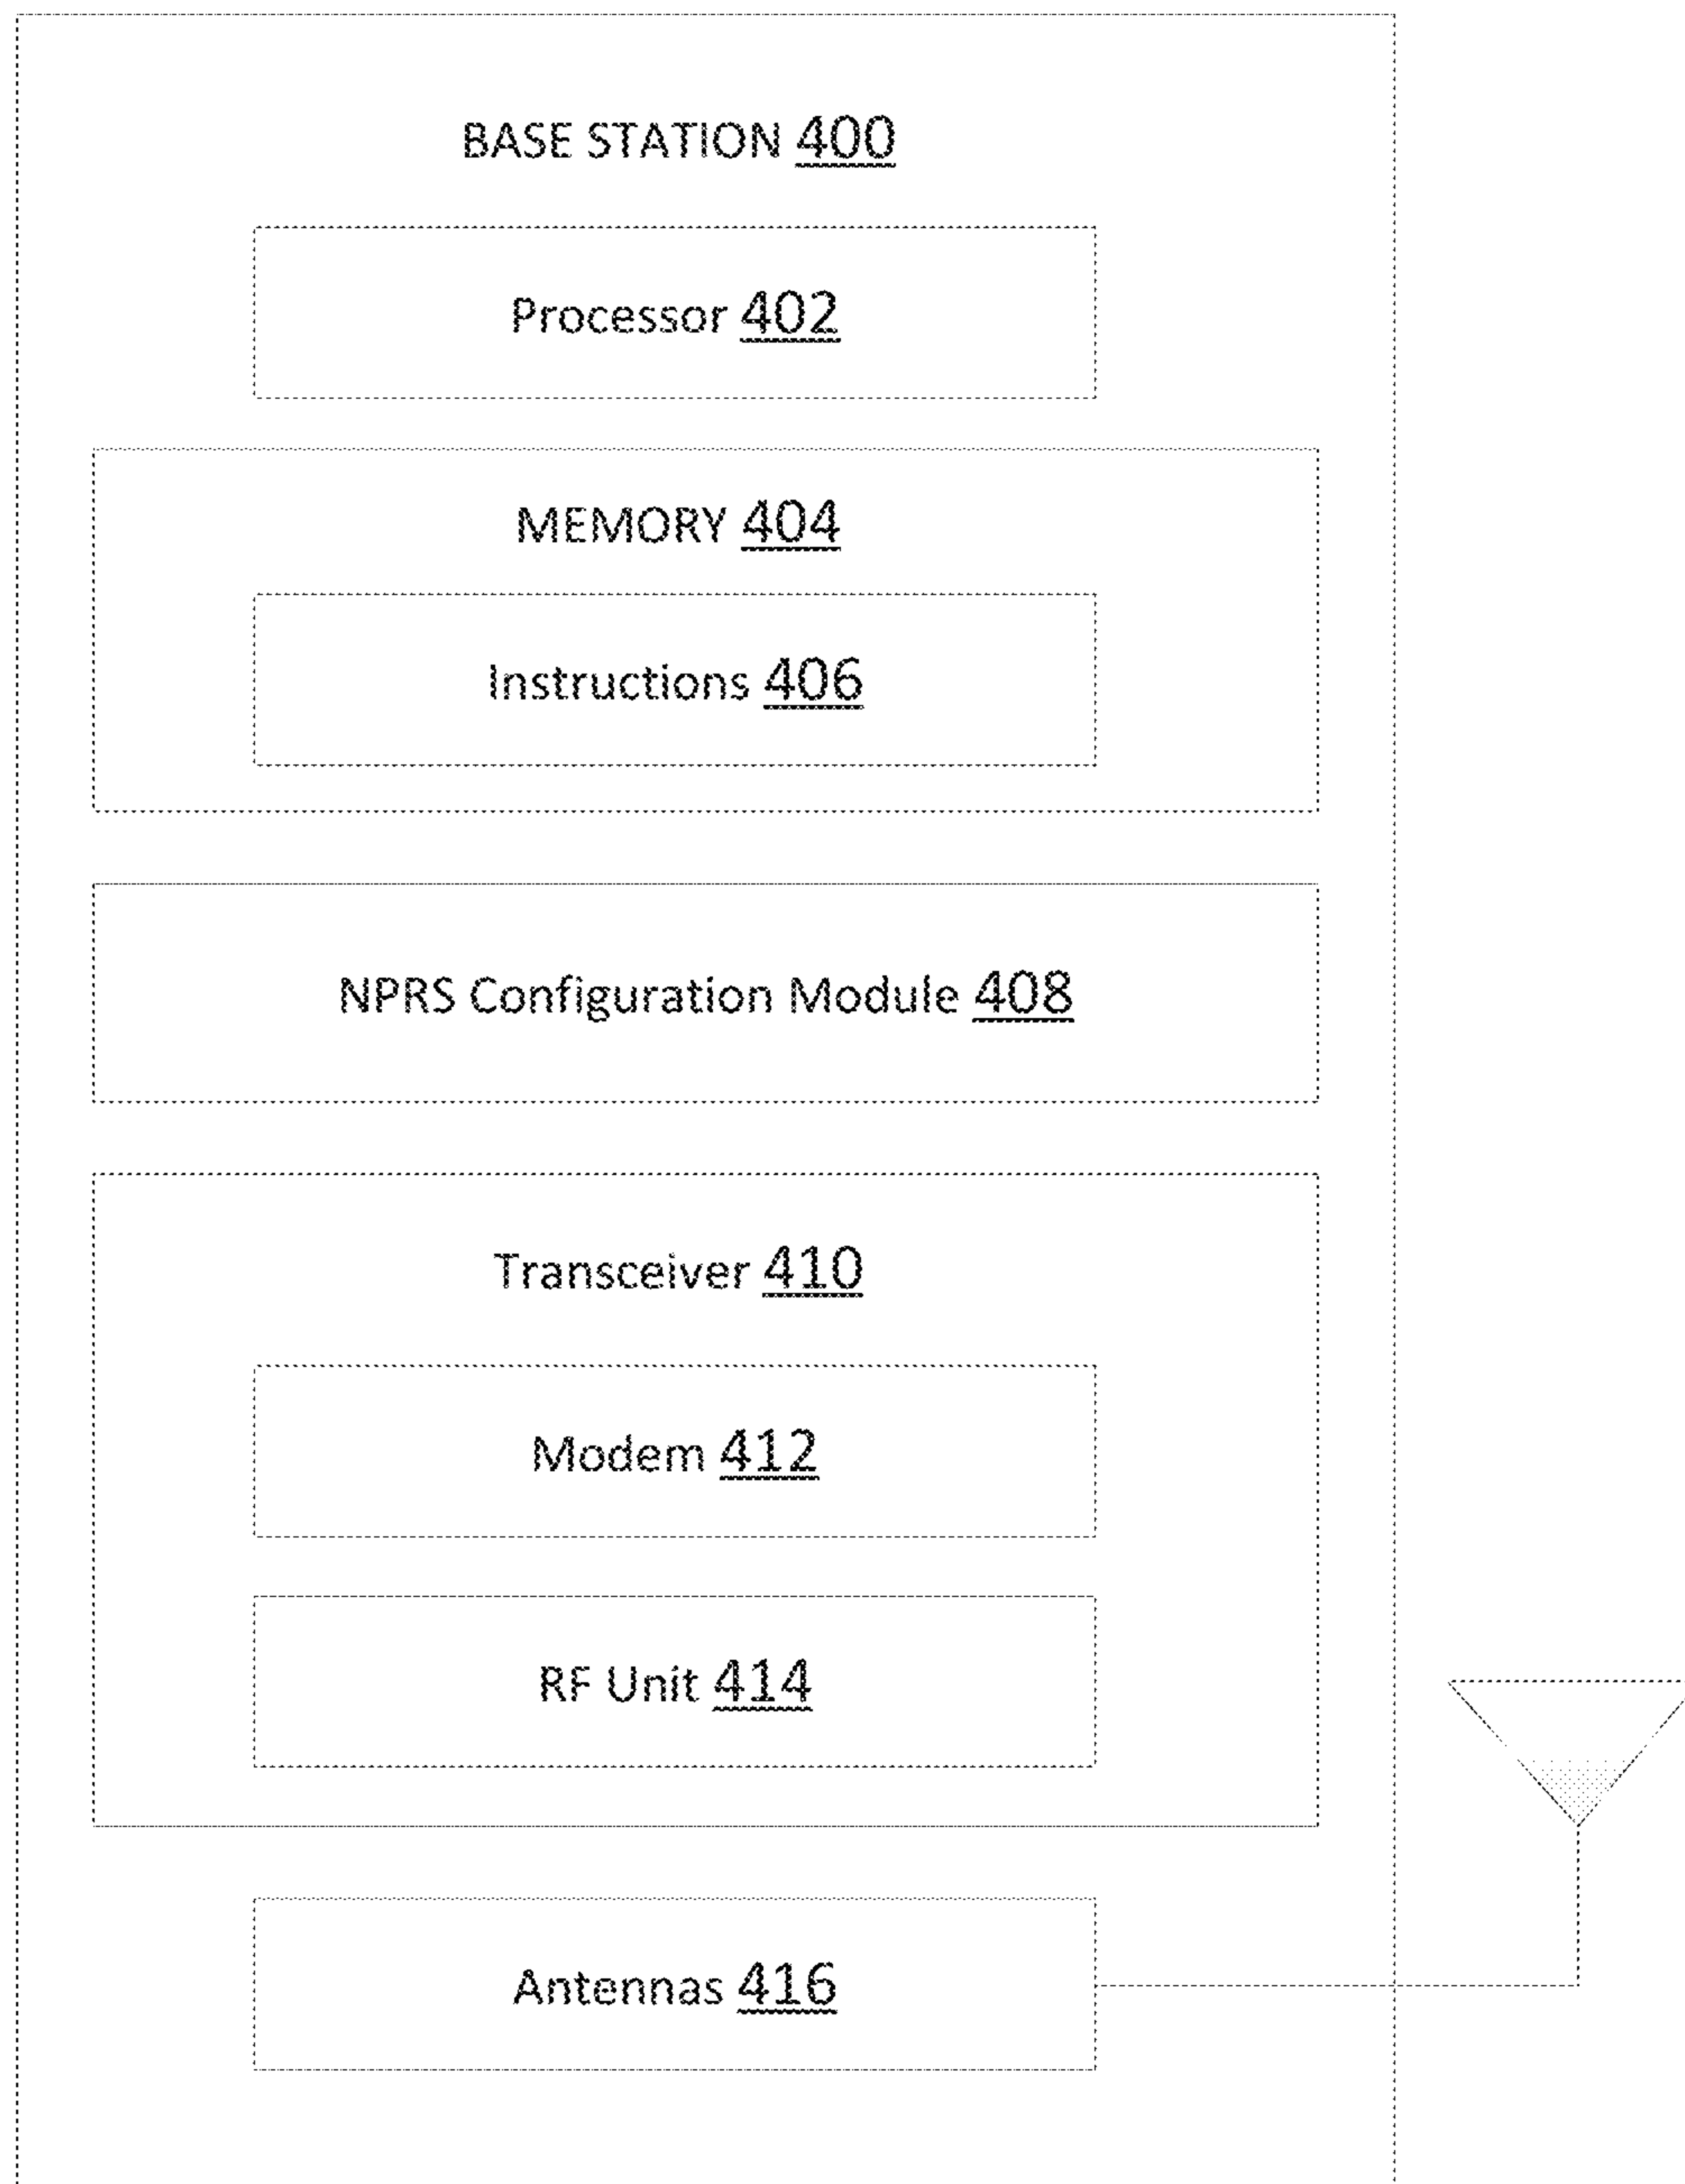 BASE STATION 400
Processor 402
MEMORY 404
Instructions 406
NPRS Configuration Module 408
Transceiver 410
Modem 412
RF Unit 414
Antennas 416